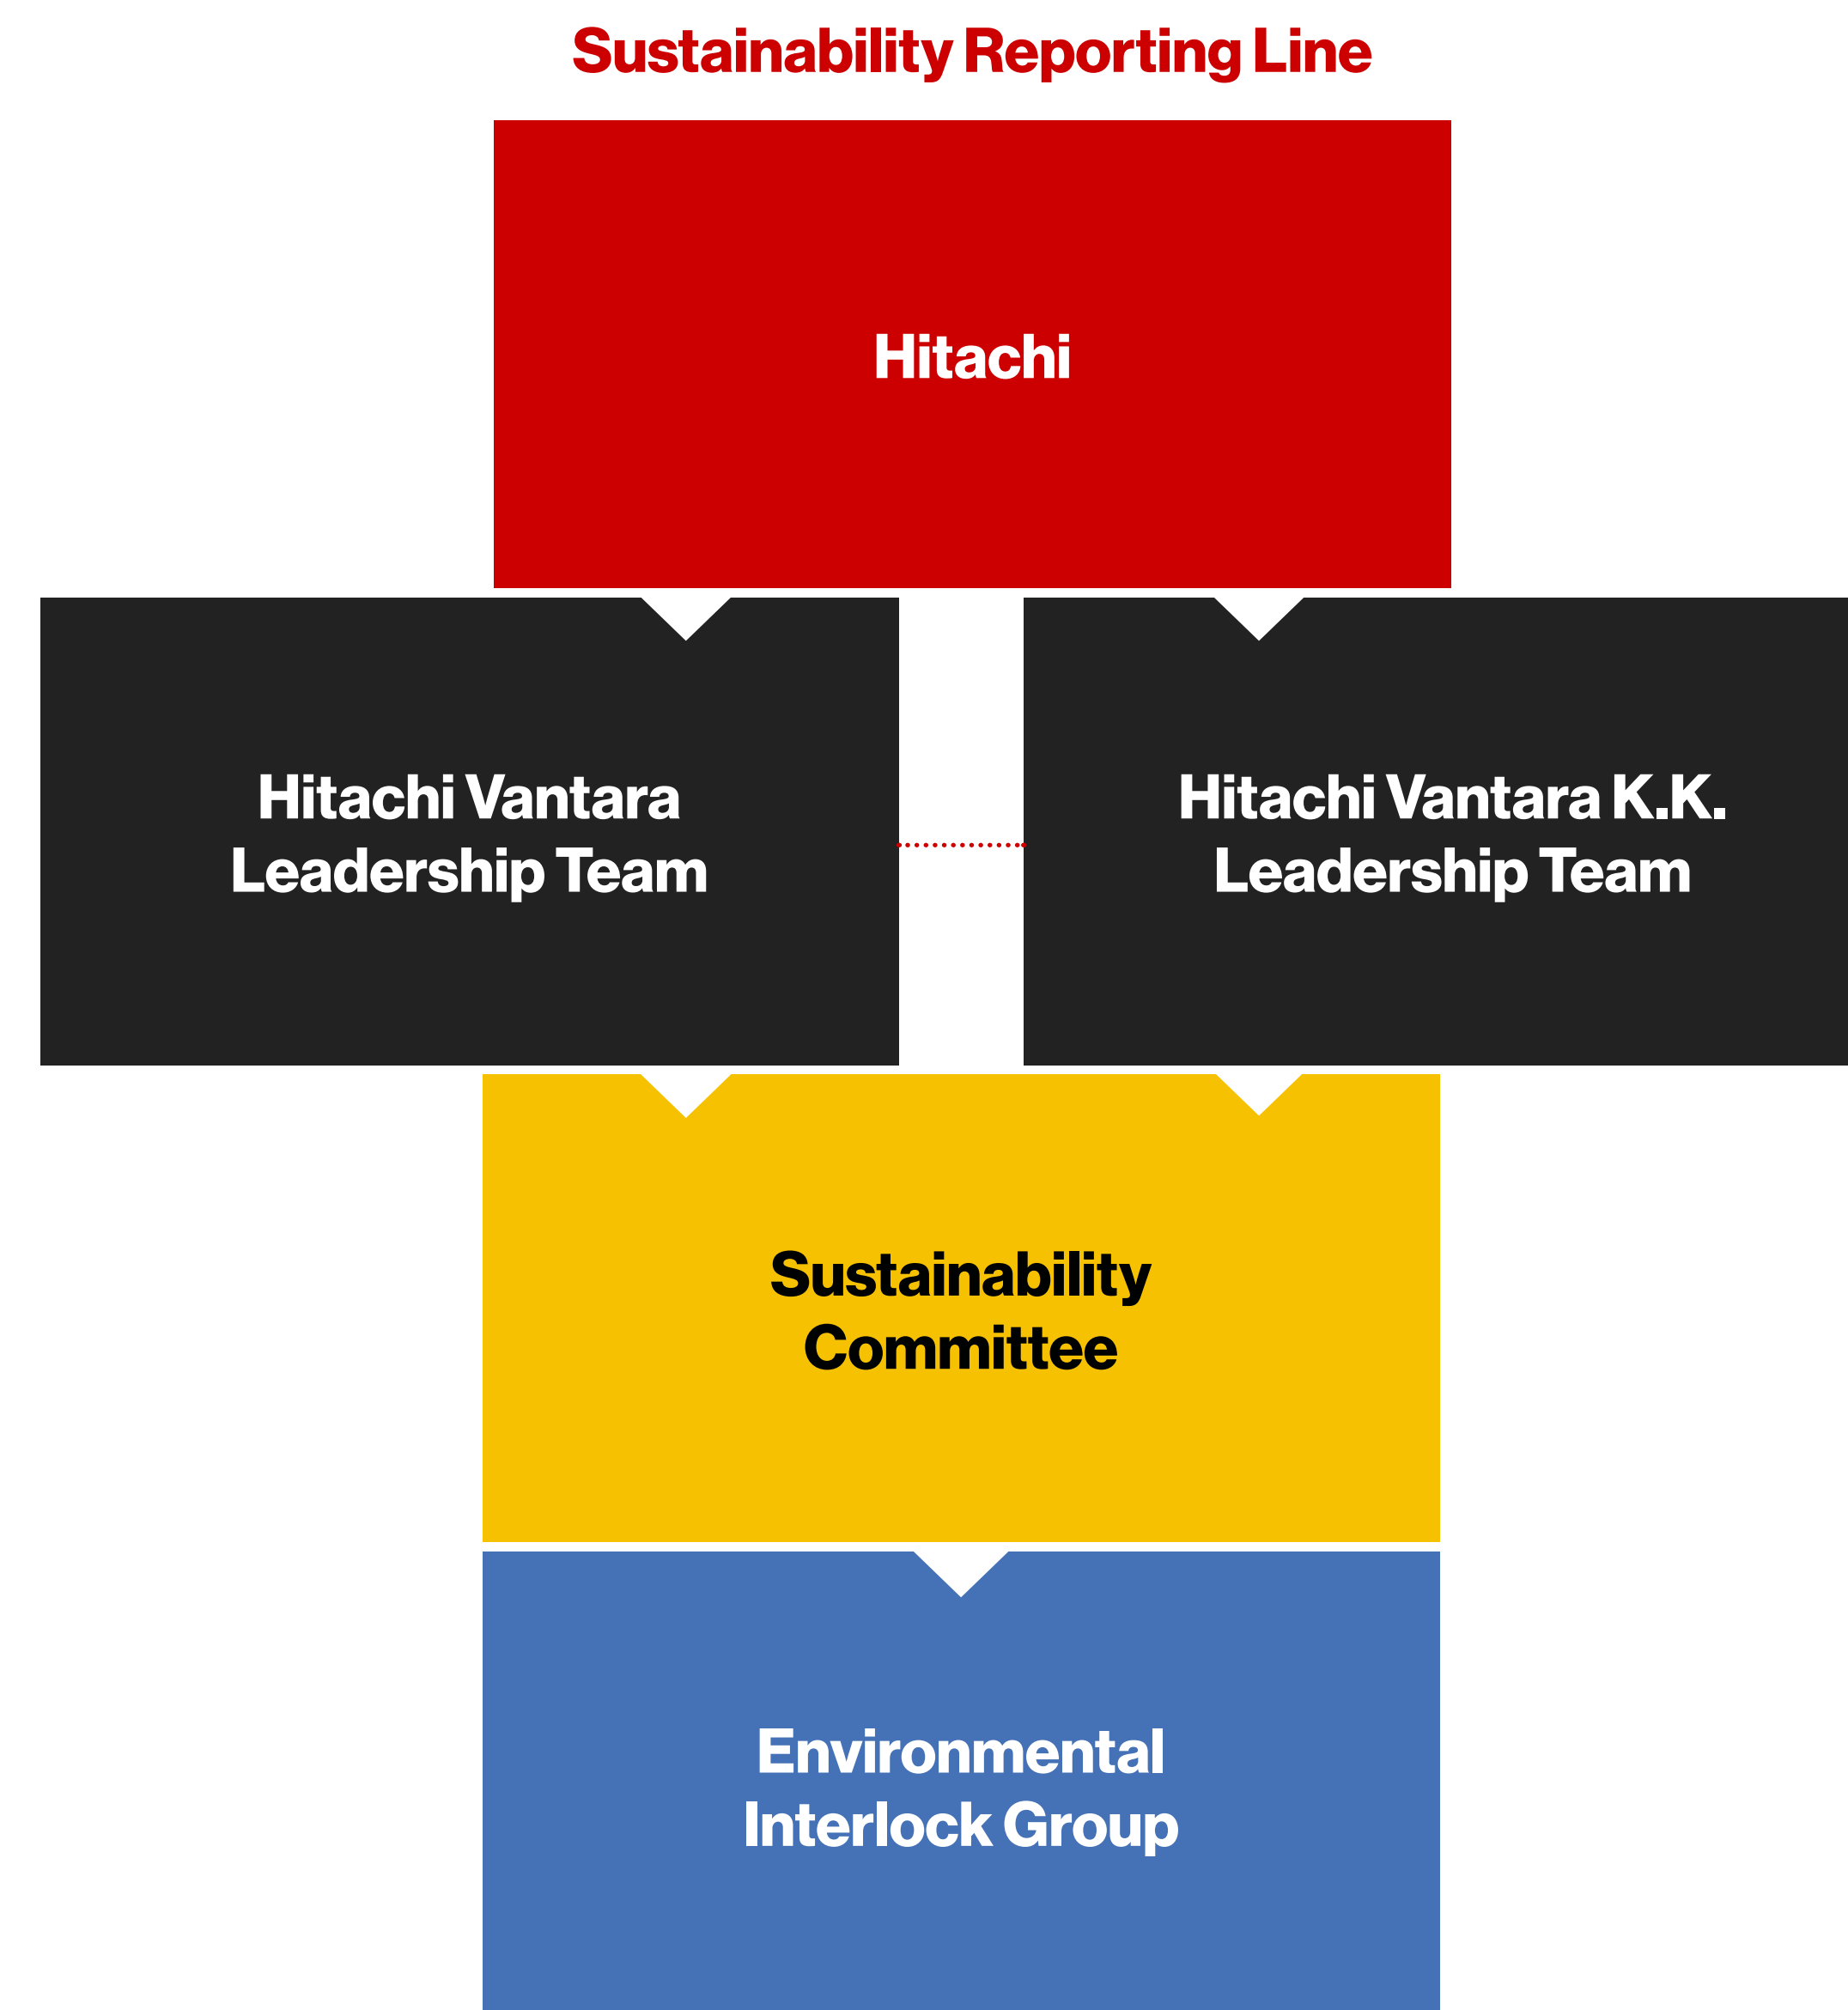 Sustainability Reporting Line
Hitachi
Hitachi Vantara
Leadership Team
Hitachi Vantara K.K.
Leadership Team
Sustainability
Committee
Environmental
Interlock Group